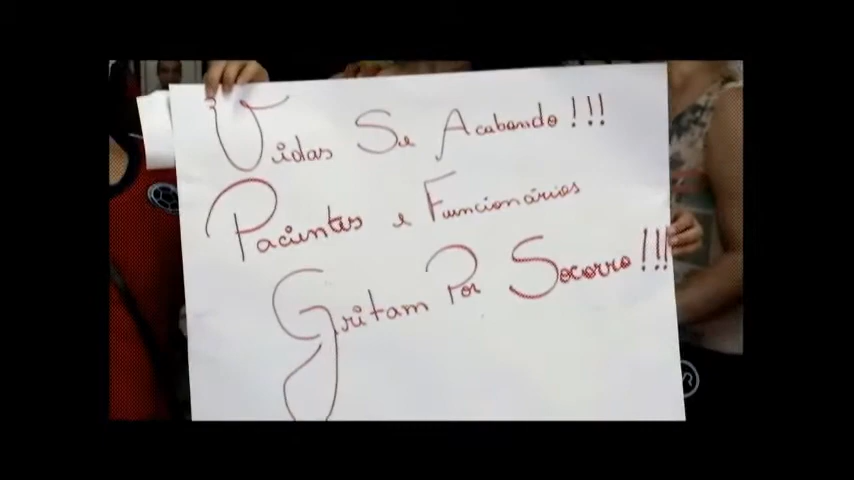 Vidas Se Acabando!!!
Pacientes e Funcionários
Gritam Por Socorro!!!